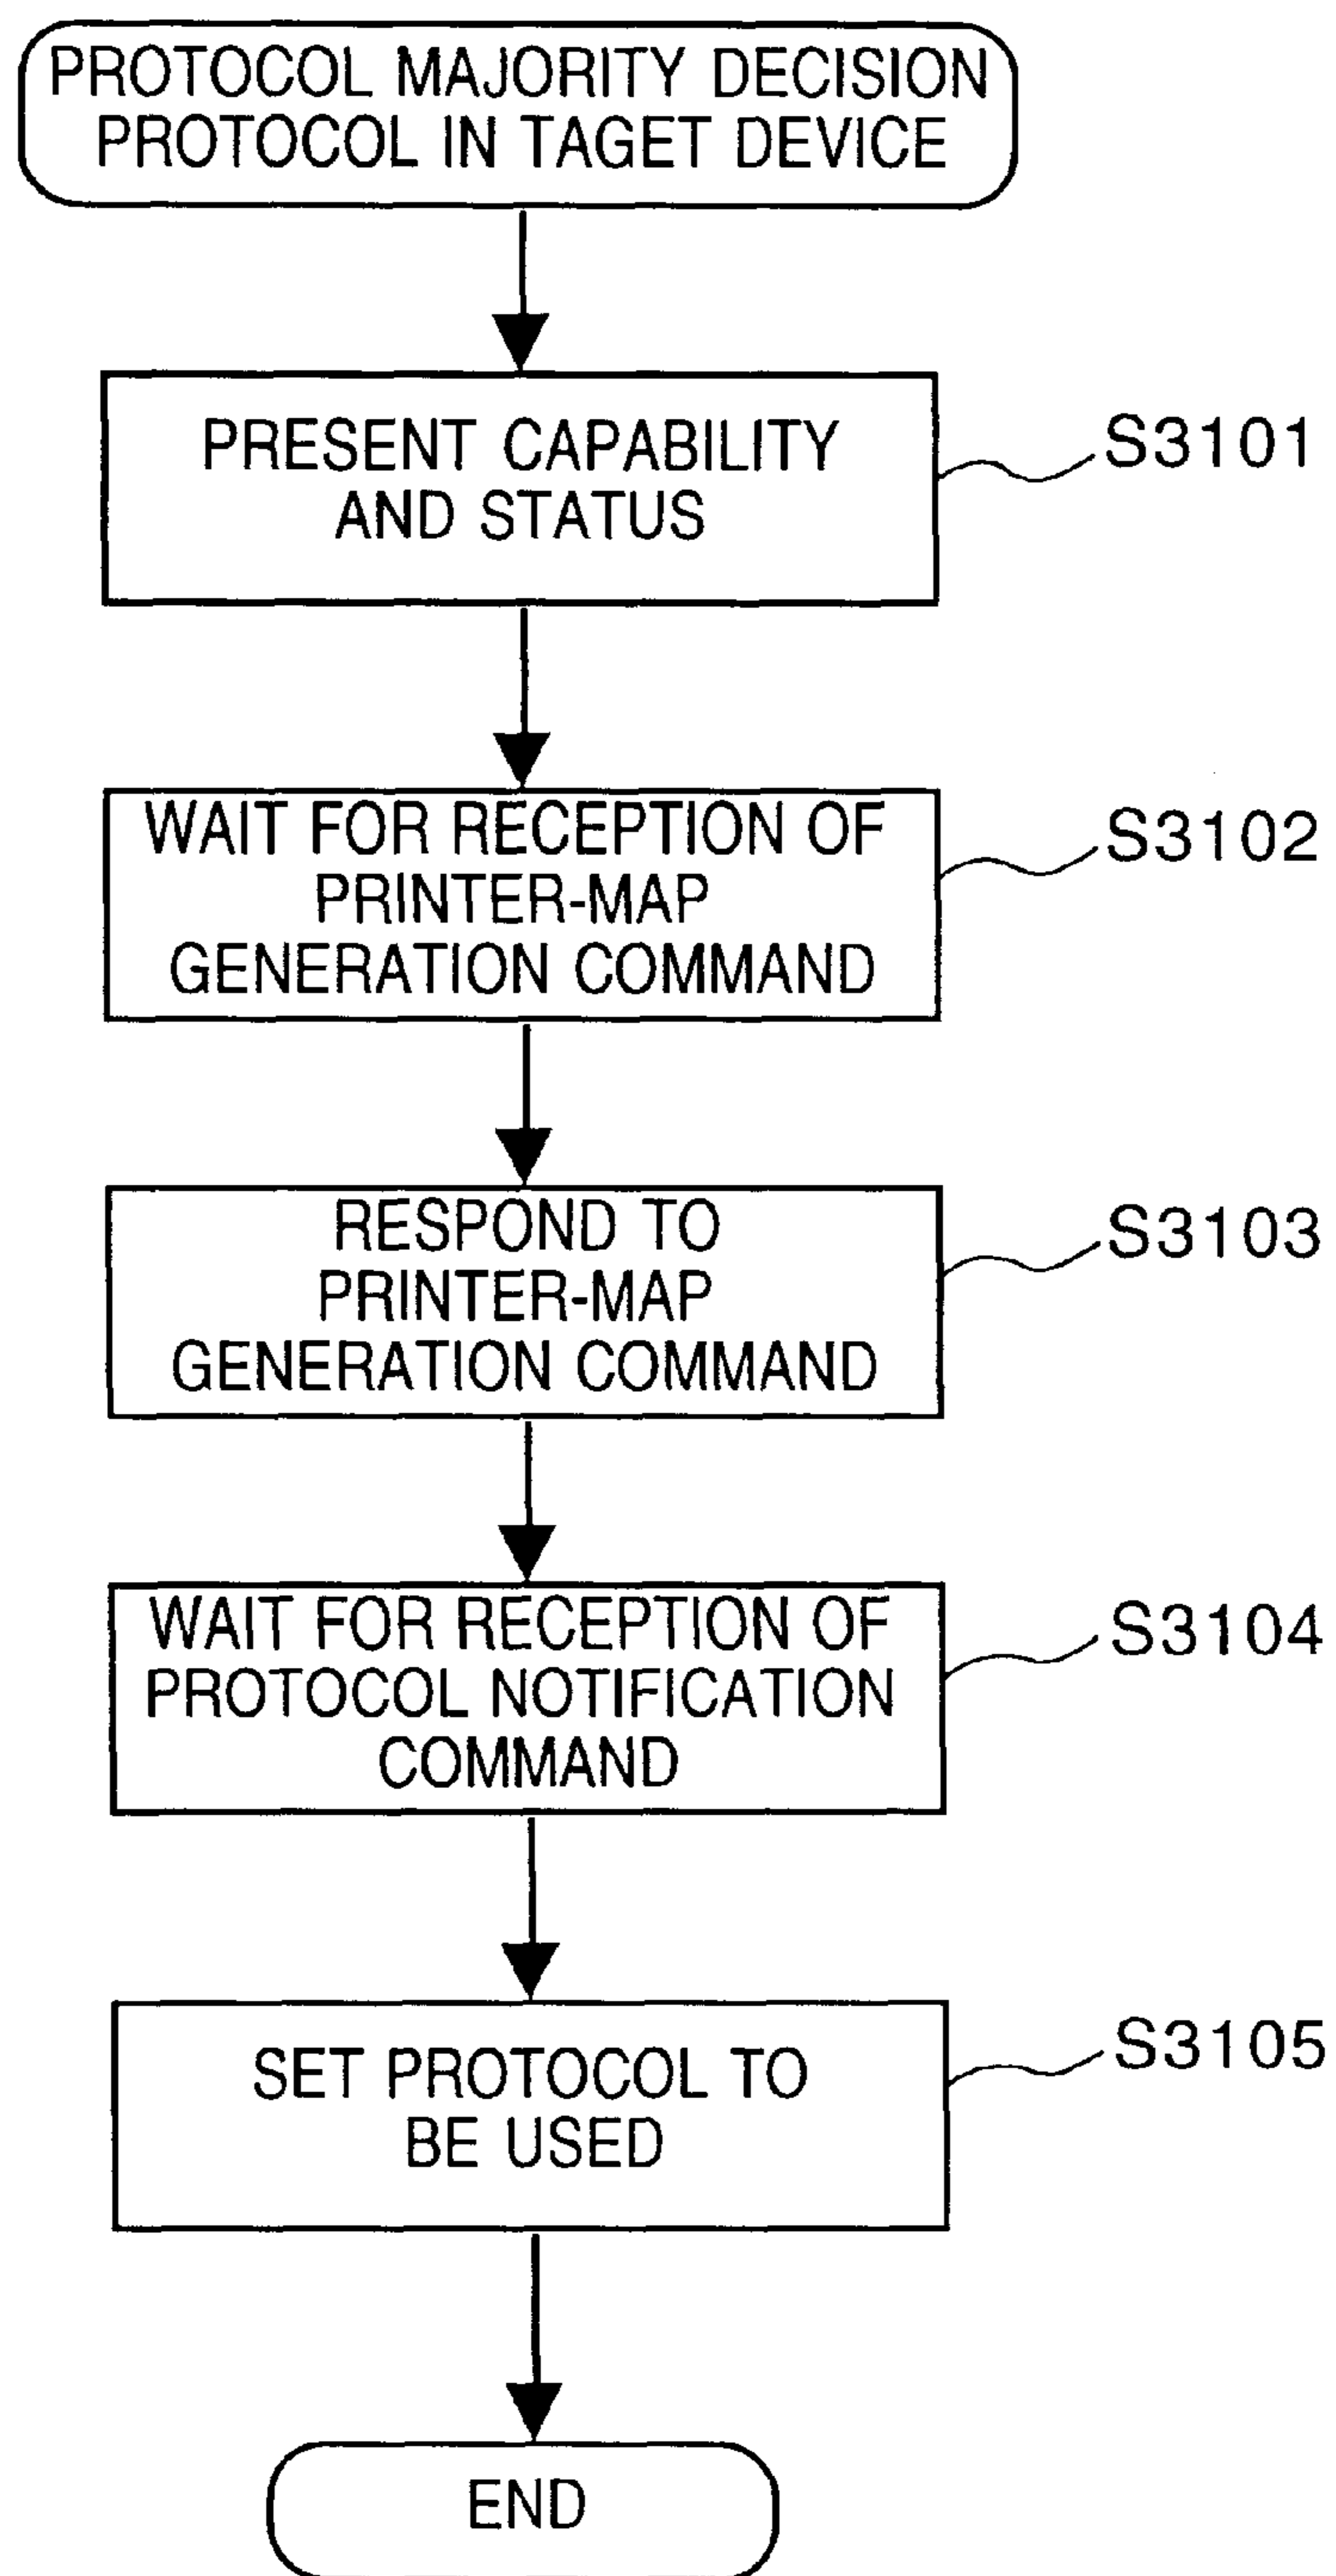 PROTOCOL MAJORITY DECISION
PROTOCOL IN TAGET DEVICE
PRESENT CAPABILITY
AND STATUS
S3101
WAIT FOR RECEPTION OF
PRINTER-MAP
GENERATION COMMAND
S3102
RESPOND TO
PRINTER-MAP
GENERATION COMMAND
S3103
WAIT FOR RECEPTION OF
PROTOCOL NOTIFICATION
COMMAND
S3104
SET PROTOCOL TO
BE USED
S3105
END